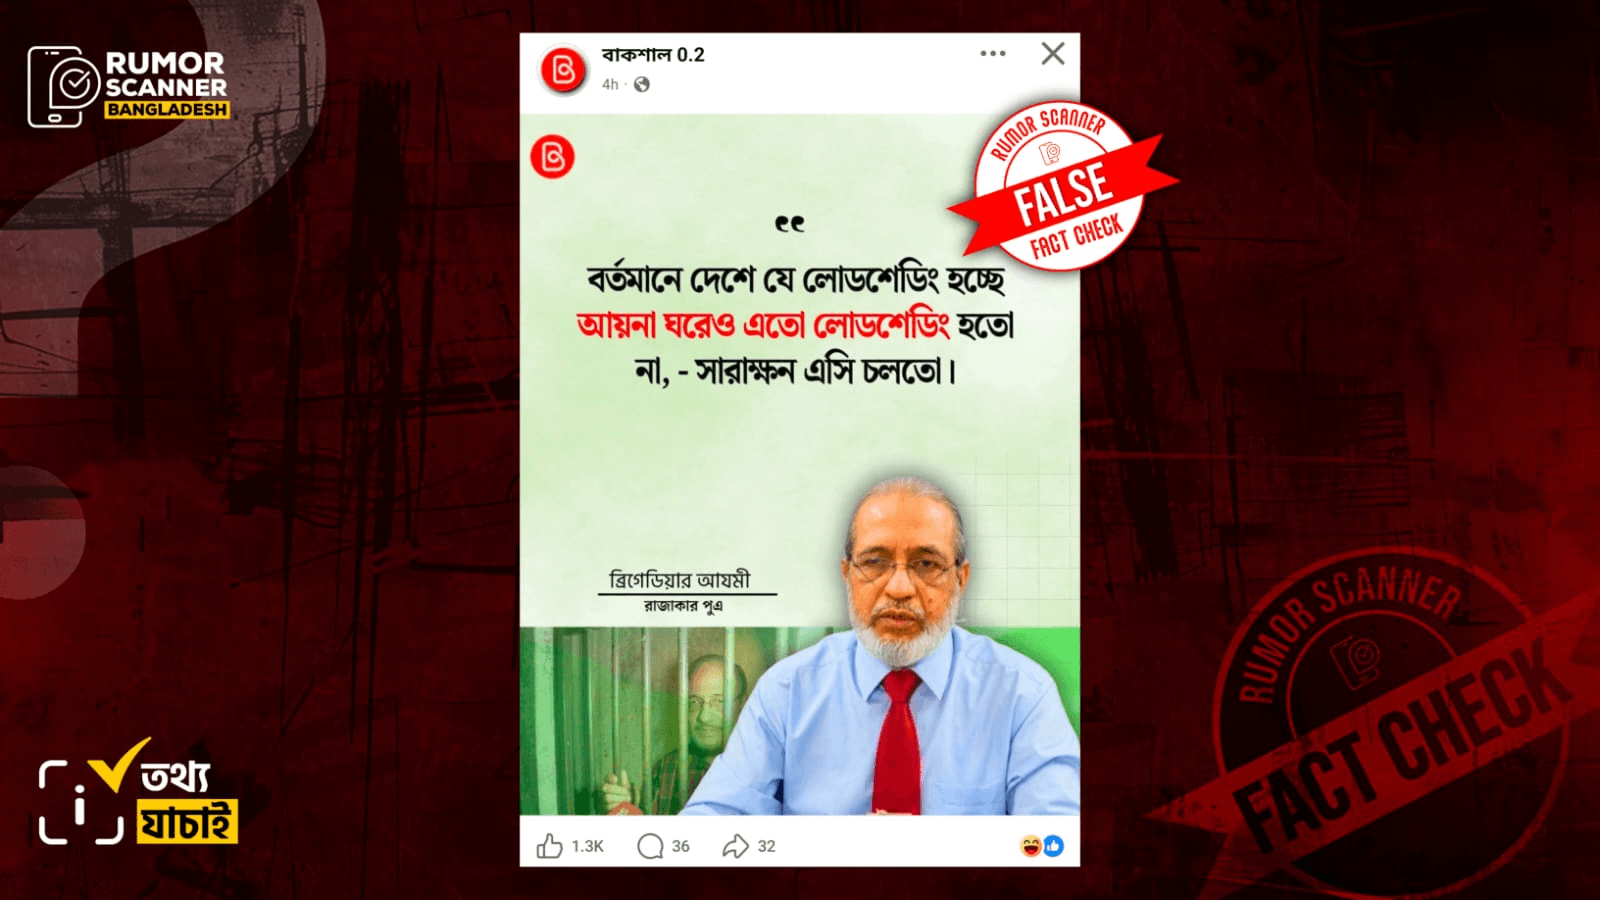 RUMOR
SCANNER
BANGLADESH
বাকশাল 0.2
4h
RUMOR SCANNER
FALSE
FACT CHECK
বর্তমানে দেশে যে লোডশেডিং হচ্ছে
আয়না ঘরেও এতো লোডশেডিং হতো
না, - সারাক্ষন এসি চলতো।
ব্রিগেডিয়ার আযমী
রাজাকার পুএ
1.3K 36 32
তথ্য
যাচাই
RUMOR SCANNER
FACT CHECK